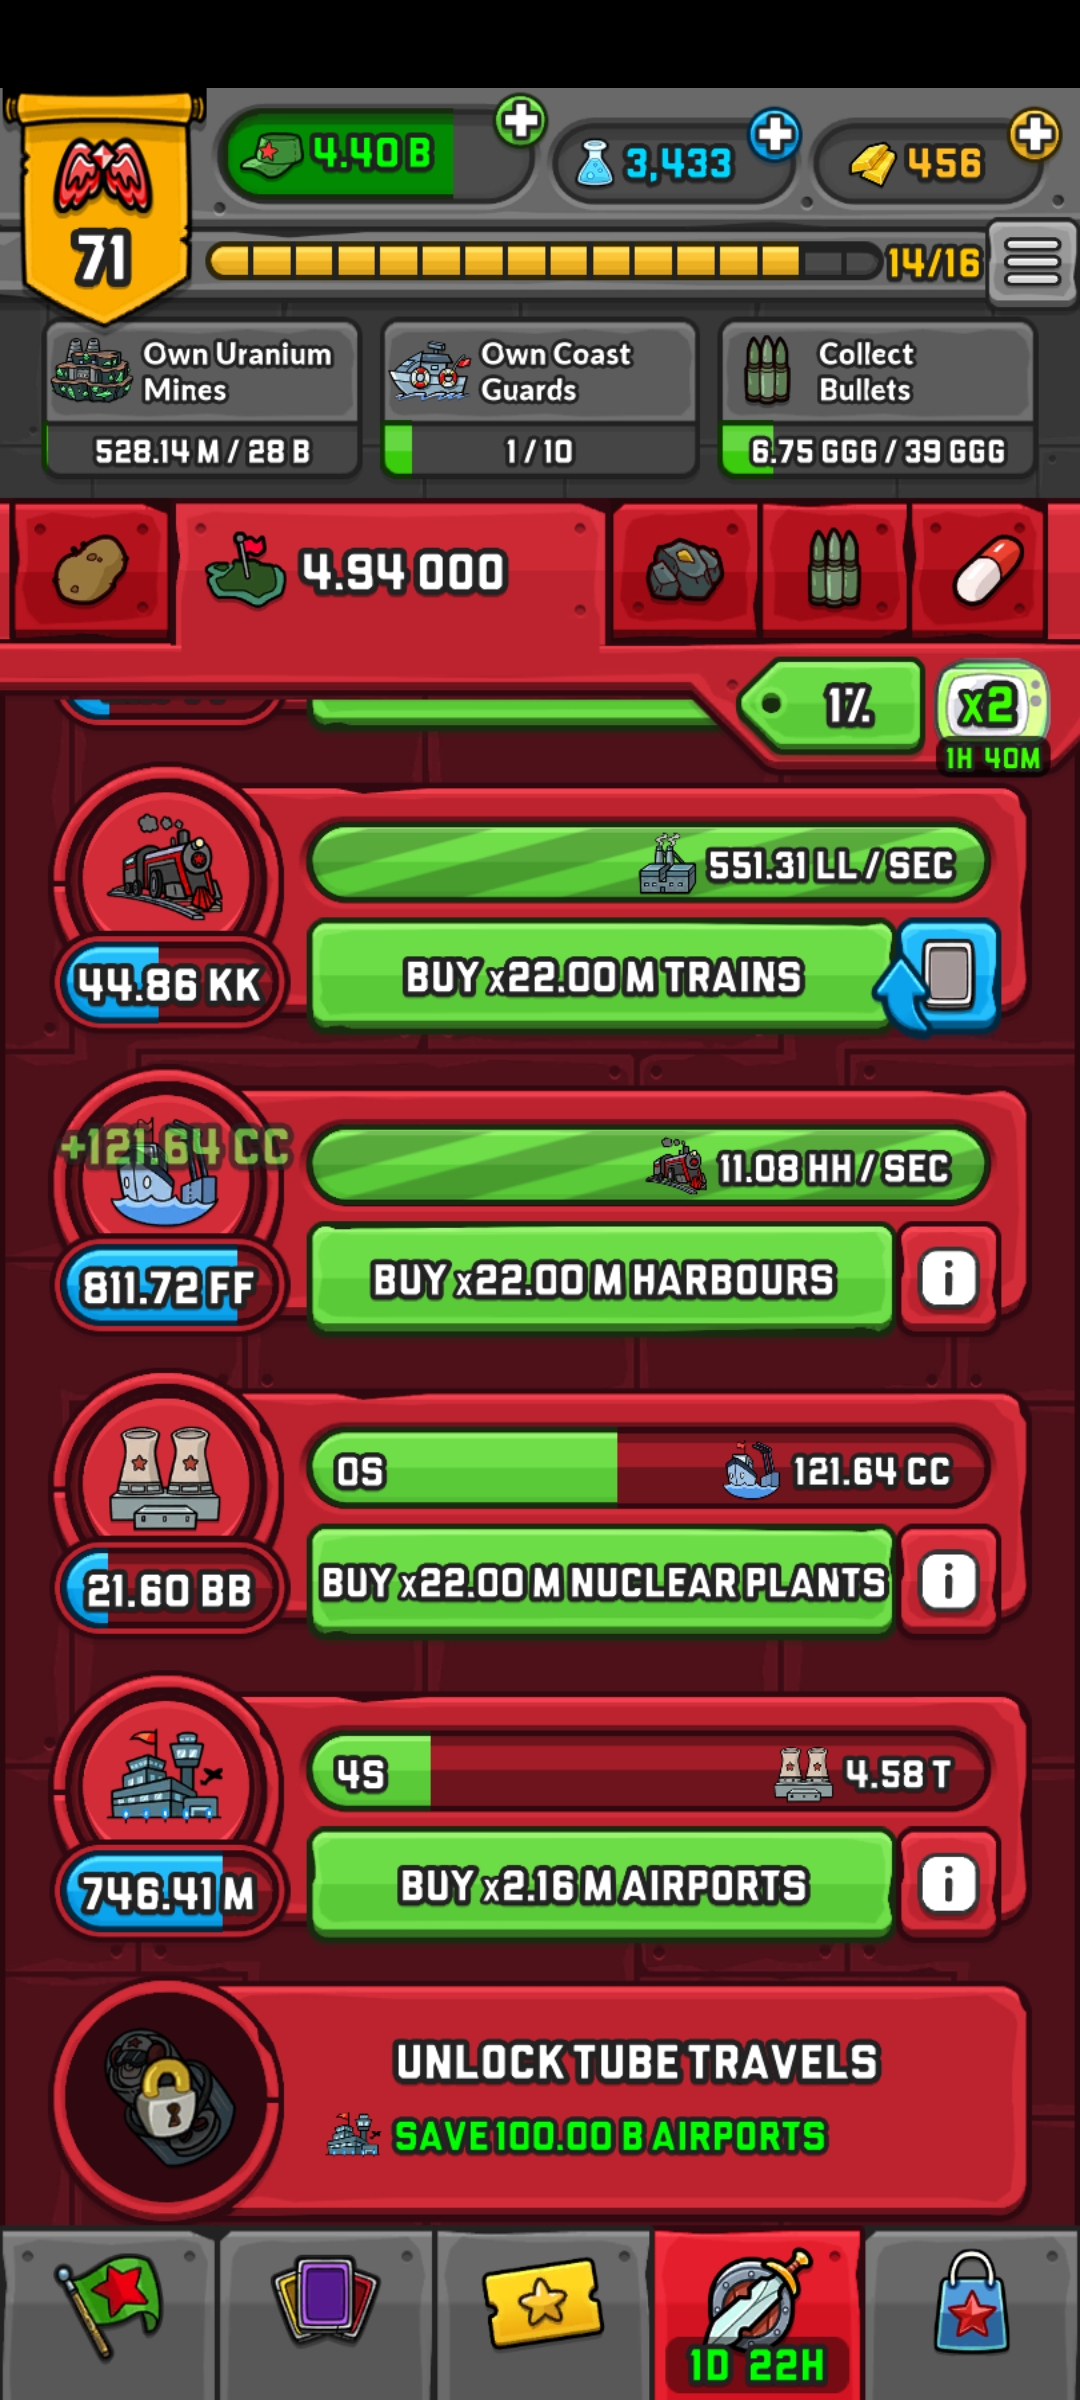 4.40 B
3,433
456
71
14/16
Own Uranium
Mines
528.14 M / 28 B
Own Coast
Guards
1 / 10
Collect
Bullets
6.75 GGG / 39 GGG
4.94 000
1%
x2
1H 40M
551.31 LL / SEC
44.86 KK
BUY x22.00 M TRAINS
+121.64 CC
11.08 HH / SEC
811.72 FF
BUY x22.00 M HARBOURS
i
0S
121.64 CC
21.60 BB
BUY x22.00 M NUCLEAR PLANTS
i
4S
4.58 T
746.41 M
BUY x2.16 M AIRPORTS
i
UNLOCK TUBE TRAVELS
SAVE 100.00 B AIRPORTS
1D 22H